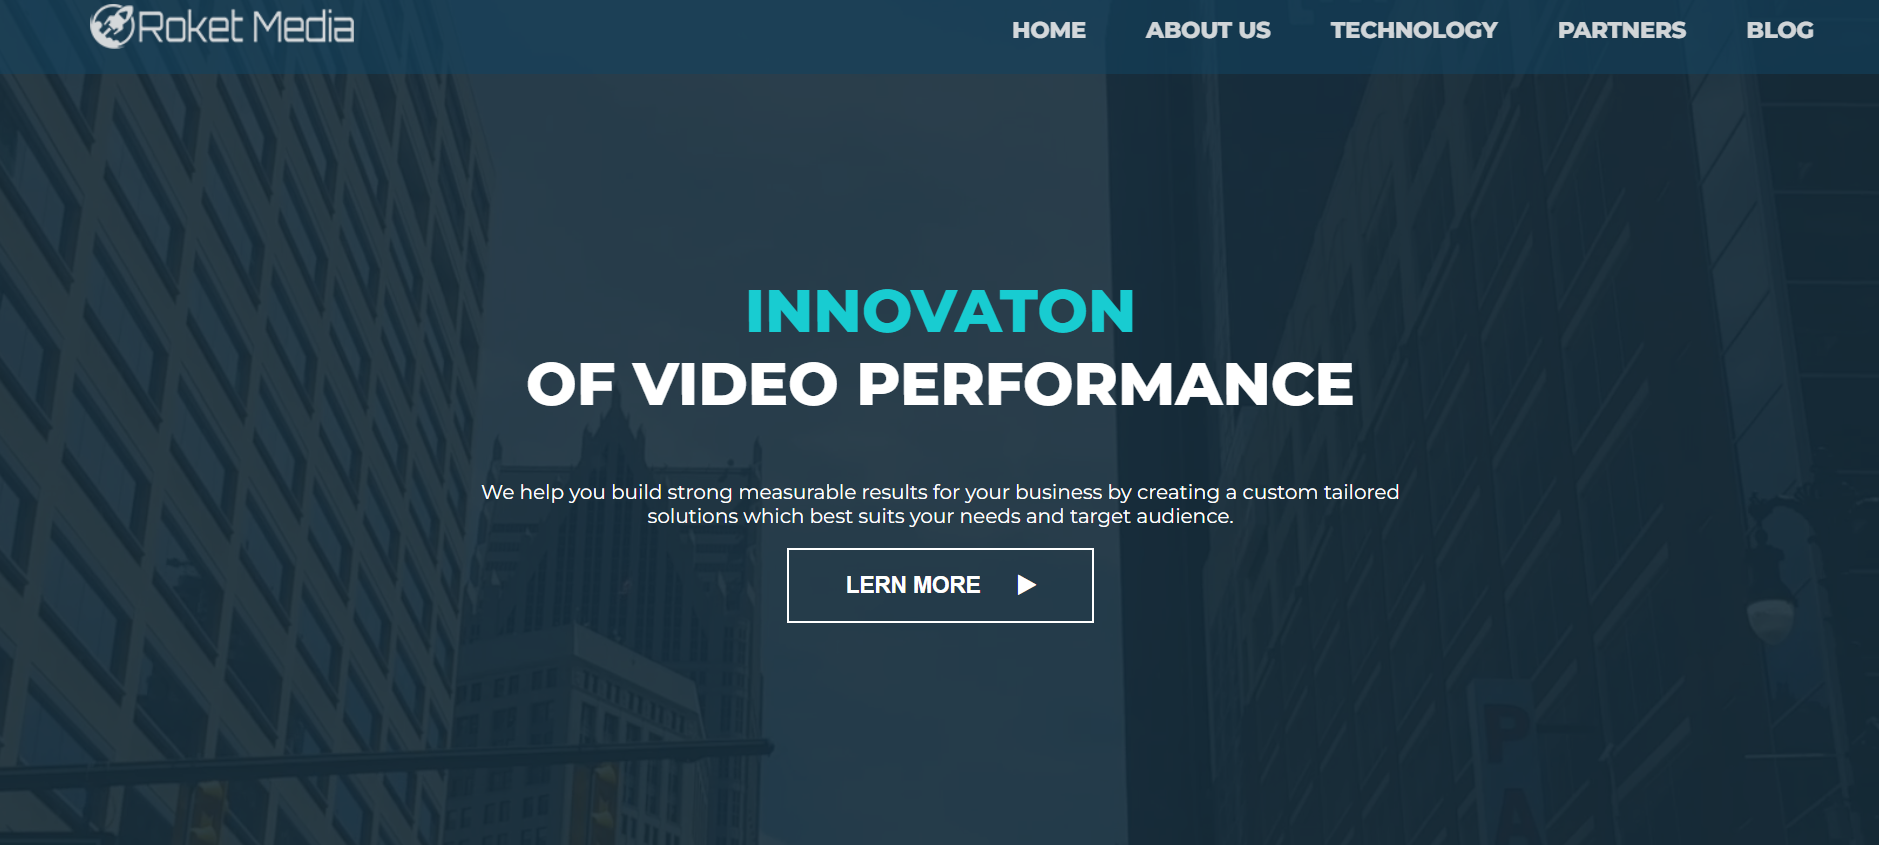 Roket Media
HOME ABOUT US TECHNOLOGY PARTNERS BLOG
INNOVATON
OF VIDEO PERFORMANCE
We help you build strong measurable results for your business by creating a custom tailored
solutions which best suits your needs and target audience.
LERN MORE
P
A